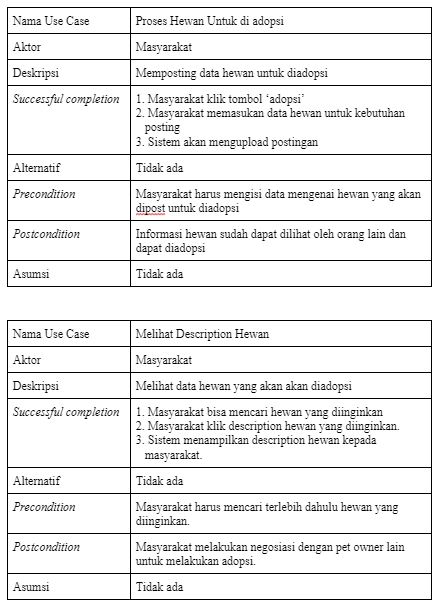 Nama Use Case Proses Hewan Untuk di adopsi
Aktor Masyarakat
Deskripsi Memposting data hewan untuk diadopsi
Successful completion 1. Masyarakat klik tombol ‘adopsi’
2. Masyarakat memasukan data hewan untuk kebutuhan
posting
3. Sistem akan mengupload postingan
Alternatif Tidak ada
Precondition Masyarakat harus mengisi data mengenai hewan yang akan
dipost untuk diadopsi
Postcondition Informasi hewan sudah dapat dilihat oleh orang lain dan
dapat diadopsi
Asumsi Tidak ada
Nama Use Case Melihat Description Hewan
Aktor Masyarakat
Deskripsi Melihat data hewan yang akan akan diadopsi
Successful completion 1. Masyarakat bisa mencari hewan yang diinginkan
2. Masyarakat klik description hewan yang diinginkan.
3. Sistem menampilkan description hewan kepada
masyarakat.
Alternatif Tidak ada
Precondition Masyarakat harus mencari terlebih dahulu hewan yang
diinginkan.
Postcondition Masyarakat melakukan negosiasi dengan pet owner lain
untuk melakukan adopsi.
Asumsi Tidak ada